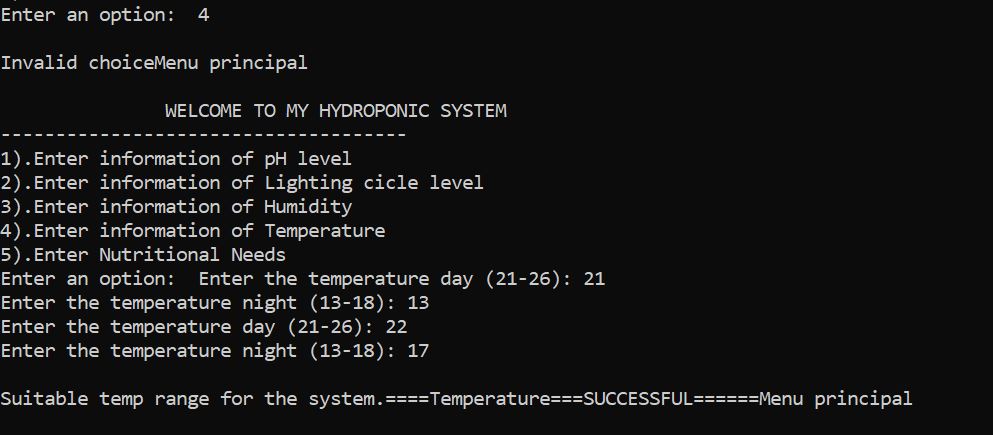 Enter an option:  4
Invalid choiceMenu principal
WELCOME TO MY HYDROPONIC SYSTEM
-------------------------------------
1).Enter information of pH level
2).Enter information of Lighting cicle level
3).Enter information of Humidity
4).Enter information of Temperature
5).Enter Nutritional Needs
Enter an option:  Enter the temperature day (21-26): 21
Enter the temperature night (13-18): 13
Enter the temperature day (21-26): 22
Enter the temperature night (13-18): 17
Suitable temp range for the system.====Temperature===SUCCESSFUL======Menu principal